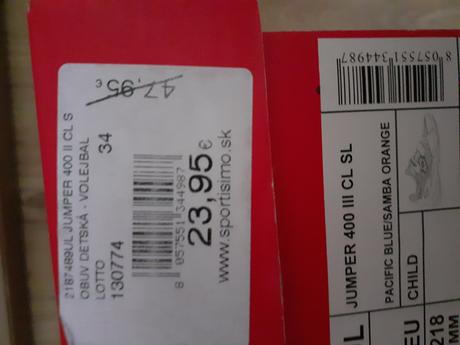 47,95€
2187489UL JUMPER 400 II CL S
OBUV DETSKÁ - VOLEJBAL
LOTTO 34
130774
8 057551 344987
23,95€
www.sportisimo.sk
8 057551 344987
JUMPER 400 III CL SL
PACIFIC BLUE/SAMBA ORANGE
CHILD
EU
218
MM